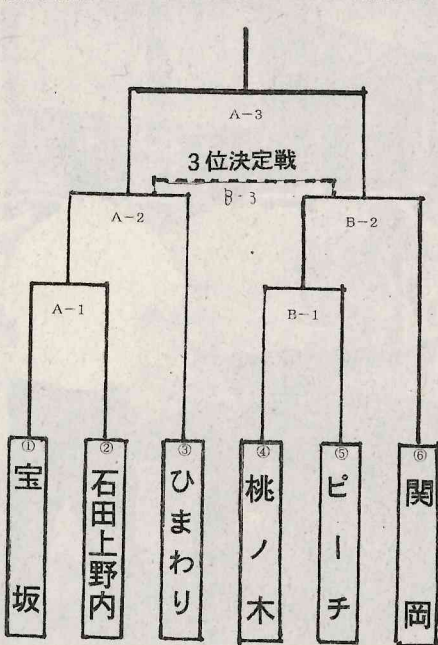 A-3
3位決定戦
B-3
A-2
B-2
A-1
B-1
①
宝坂
②
石田上野内
③
ひまわり
④
桃ノ木
⑤
ピーチ
⑥
関岡